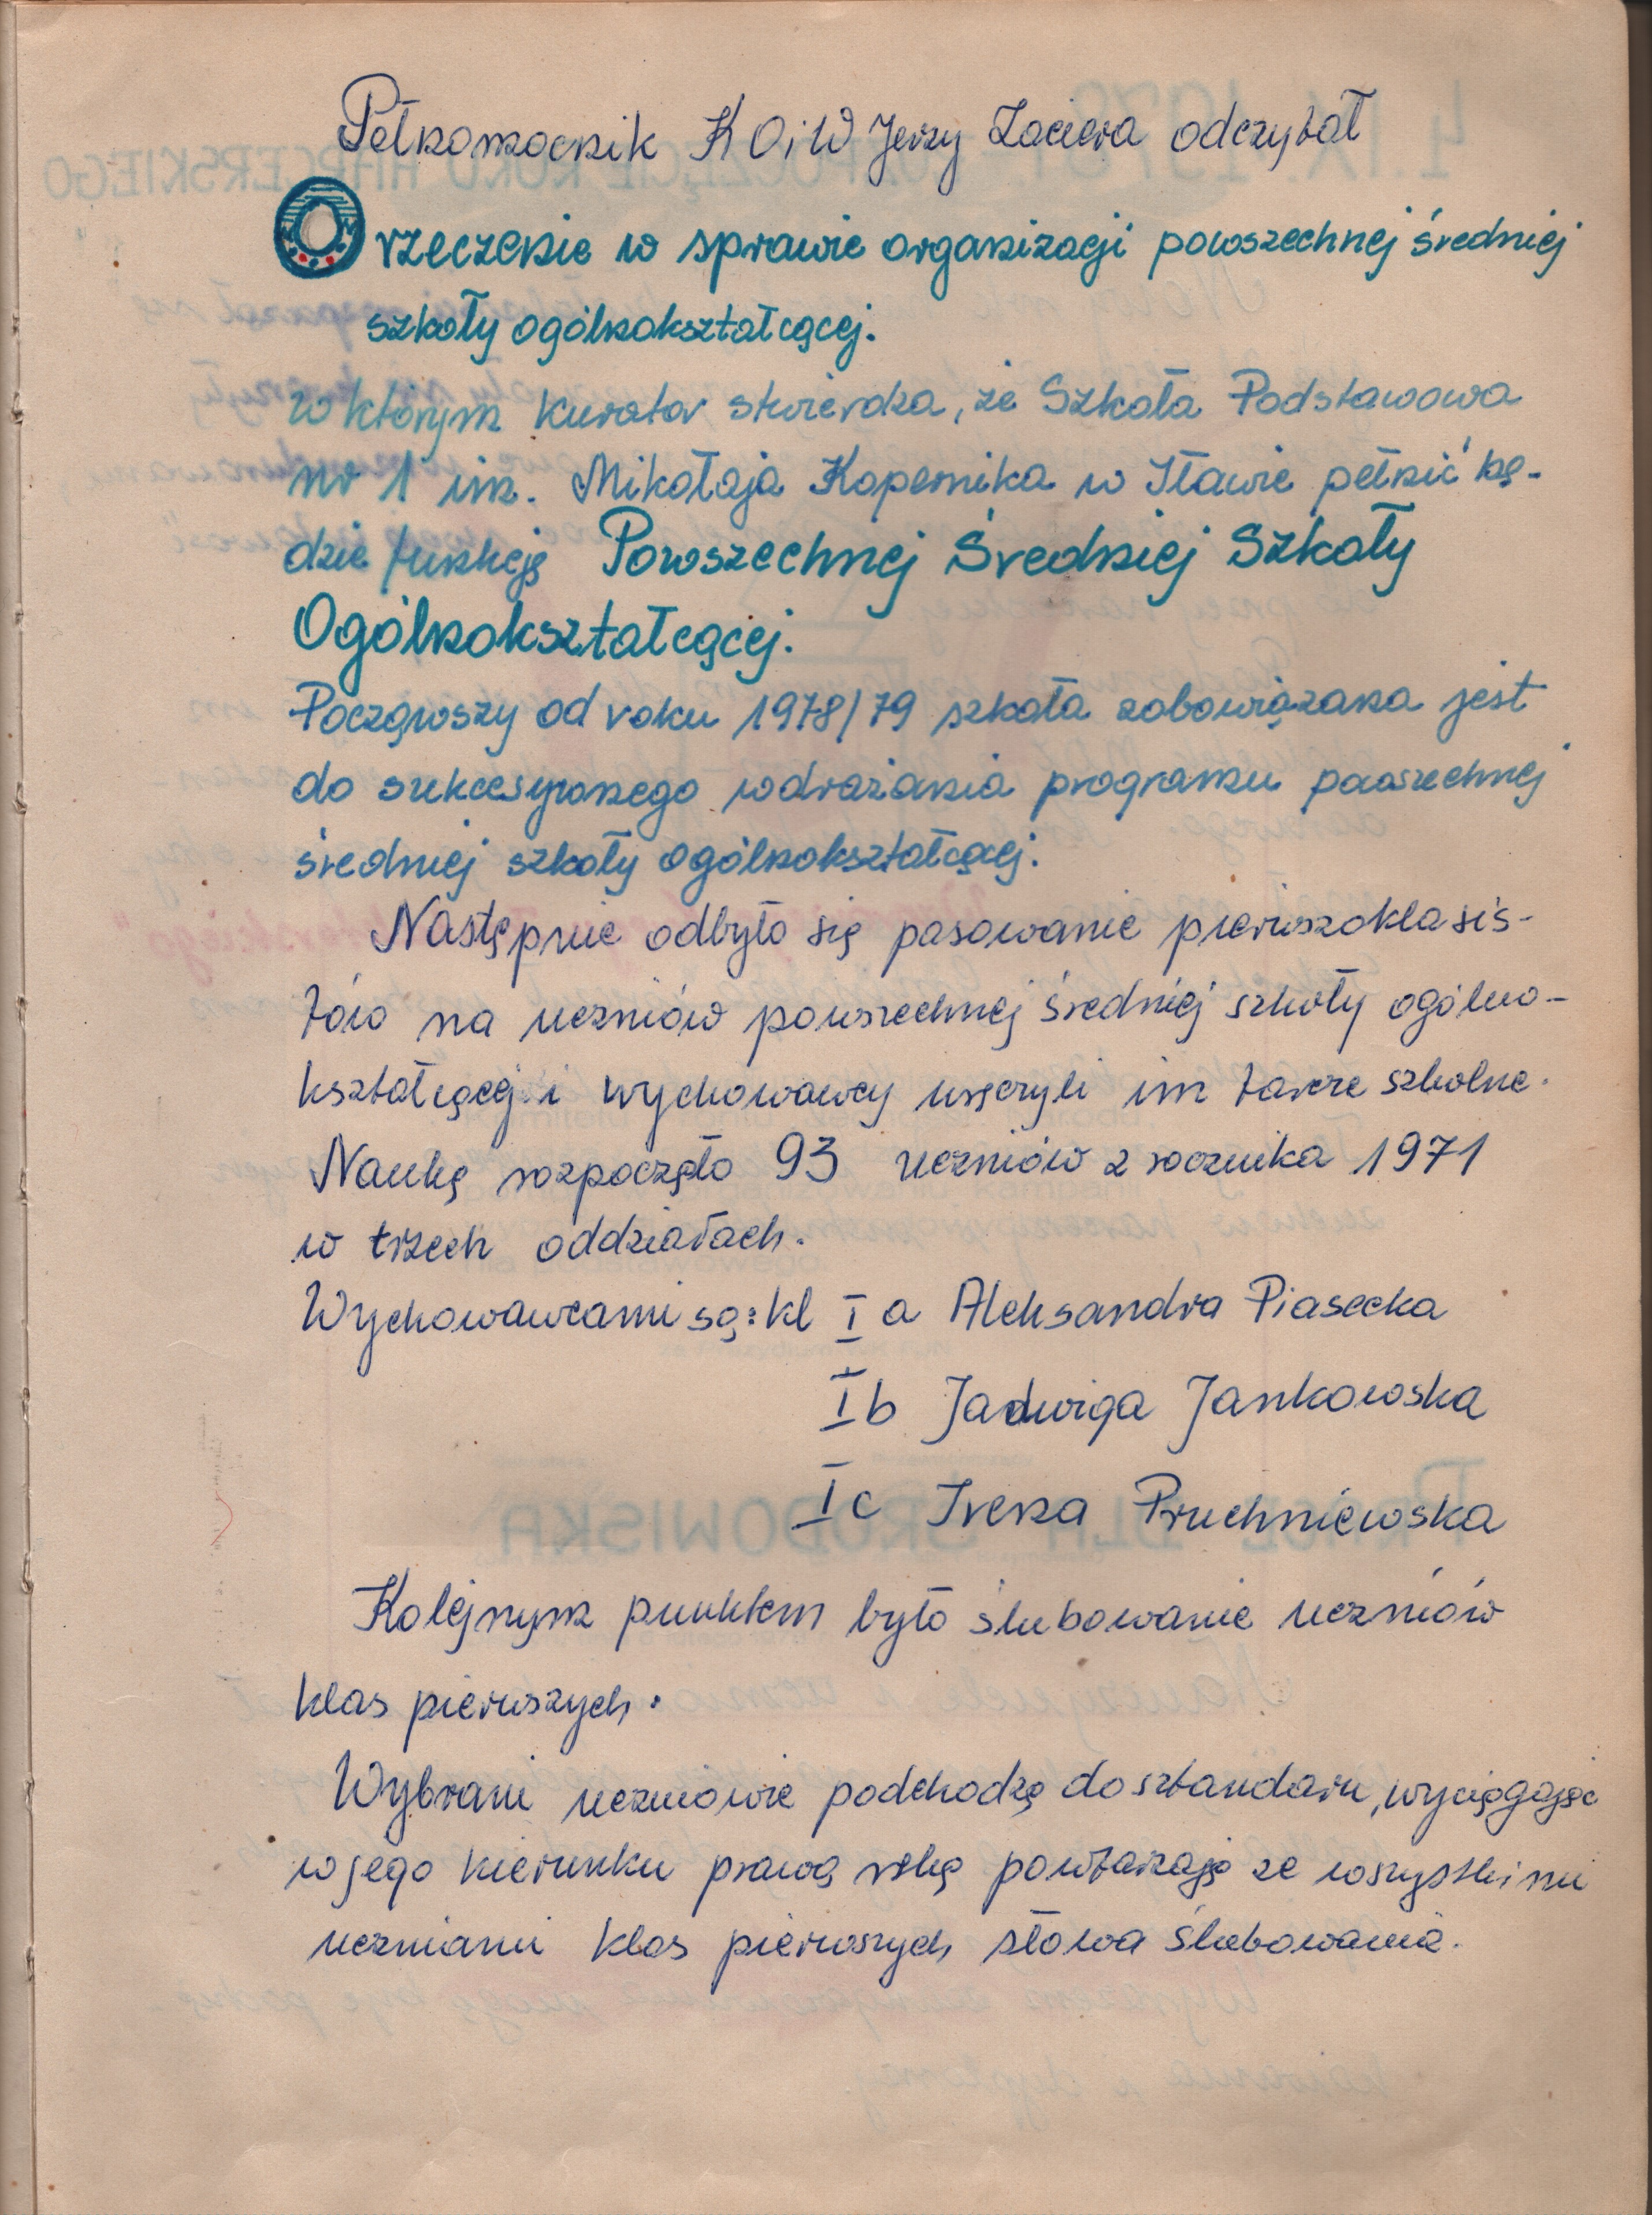 Pełnomocnik KOiW Jerzy Zaciera odczytał
Orzeczenie w sprawie organizacji powszechnej średniej
szkoły ogólnokształcącej.
w którym kurator stwierdza, że Szkoła Podstawowa
nr 1 im. Mikołaja Kopernika w Iławie pełnić bę-
dzie funkcję Powszechnej Średniej Szkoły
Ogólnokształcącej.
Począwszy od roku 1978/79 szkoła zobowiązana jest
do sukcesywnego wdrażania programu powszechnej
średniej szkoły ogólnokształcącej.
Następnie odbyło się pasowanie pierwszoklasis-
tów na uczniów powszechnej średniej szkoły ogólno-
kształcącej i wychowawcy wręczyli im tarcze szkolne.
Naukę rozpoczęło 93 uczniów z rocznika 1971
w trzech oddziałach.
Wychowawcami są: kl I a Aleksandra Piasecka
I b Jadwiga Jankowska
I c Irena Pruchniewska
Kolejnym punktem było ślubowanie uczniów
klas pierwszych.
Wybrani uczniowie podchodzą do sztandaru, wyciągając
w jego kierunku prawą rękę powtarzają ze wszystkimi
uczniami klas pierwszych słowa ślubowania.